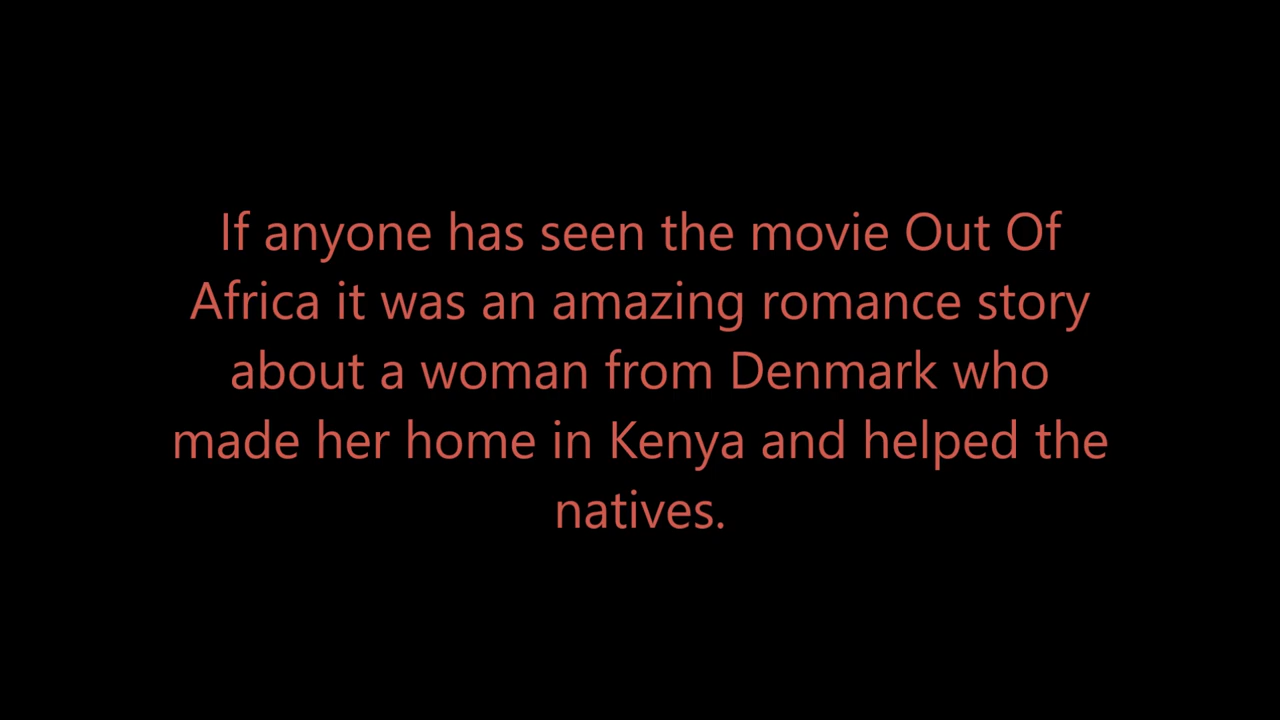 If anyone has seen the movie Out Of
Africa it was an amazing romance story
about a woman from Denmark who
made her home in Kenya and helped the
natives.